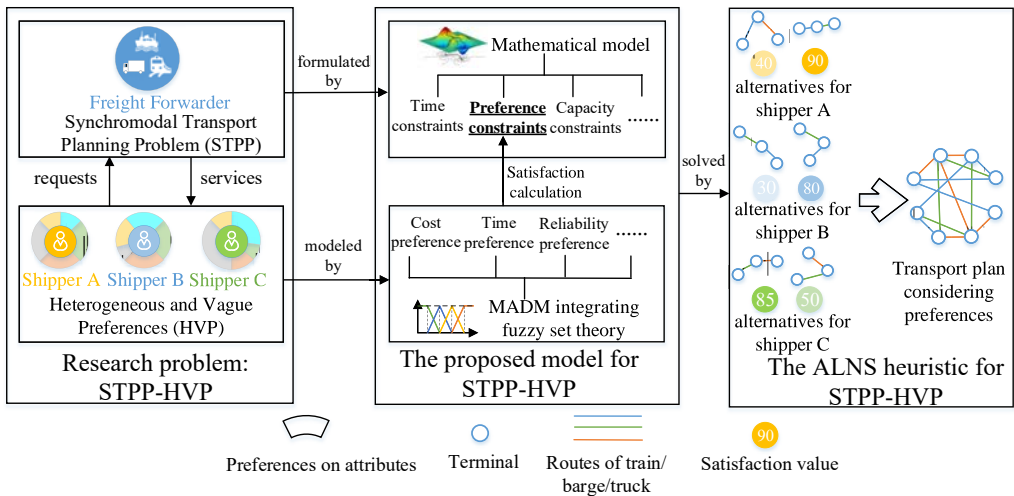 Freight Forwarder
Synchromodal Transport
Planning Problem (STPP)
requests
services
Shipper A
Shipper B
Shipper C
Heterogeneous and Vague
Preferences (HVP)
Research problem:
STPP-HVP
formulated
by
modeled
by
Mathematical model
Time
constraints
Preference
constraints
Capacity
constraints
......
Satisfaction
calculation
Cost
preference
Time
preference
Reliability
preference
......
MADM integrating
fuzzy set theory
The proposed model for
STPP-HVP
solved
by
40
90
alternatives for
shipper A
30
80
alternatives for
shipper B
85
50
alternatives for
shipper C
Transport plan
considering
preferences
The ALNS heuristic for
STPP-HVP
Preferences on attributes
Terminal
Routes of train/
barge/truck
90
Satisfaction value